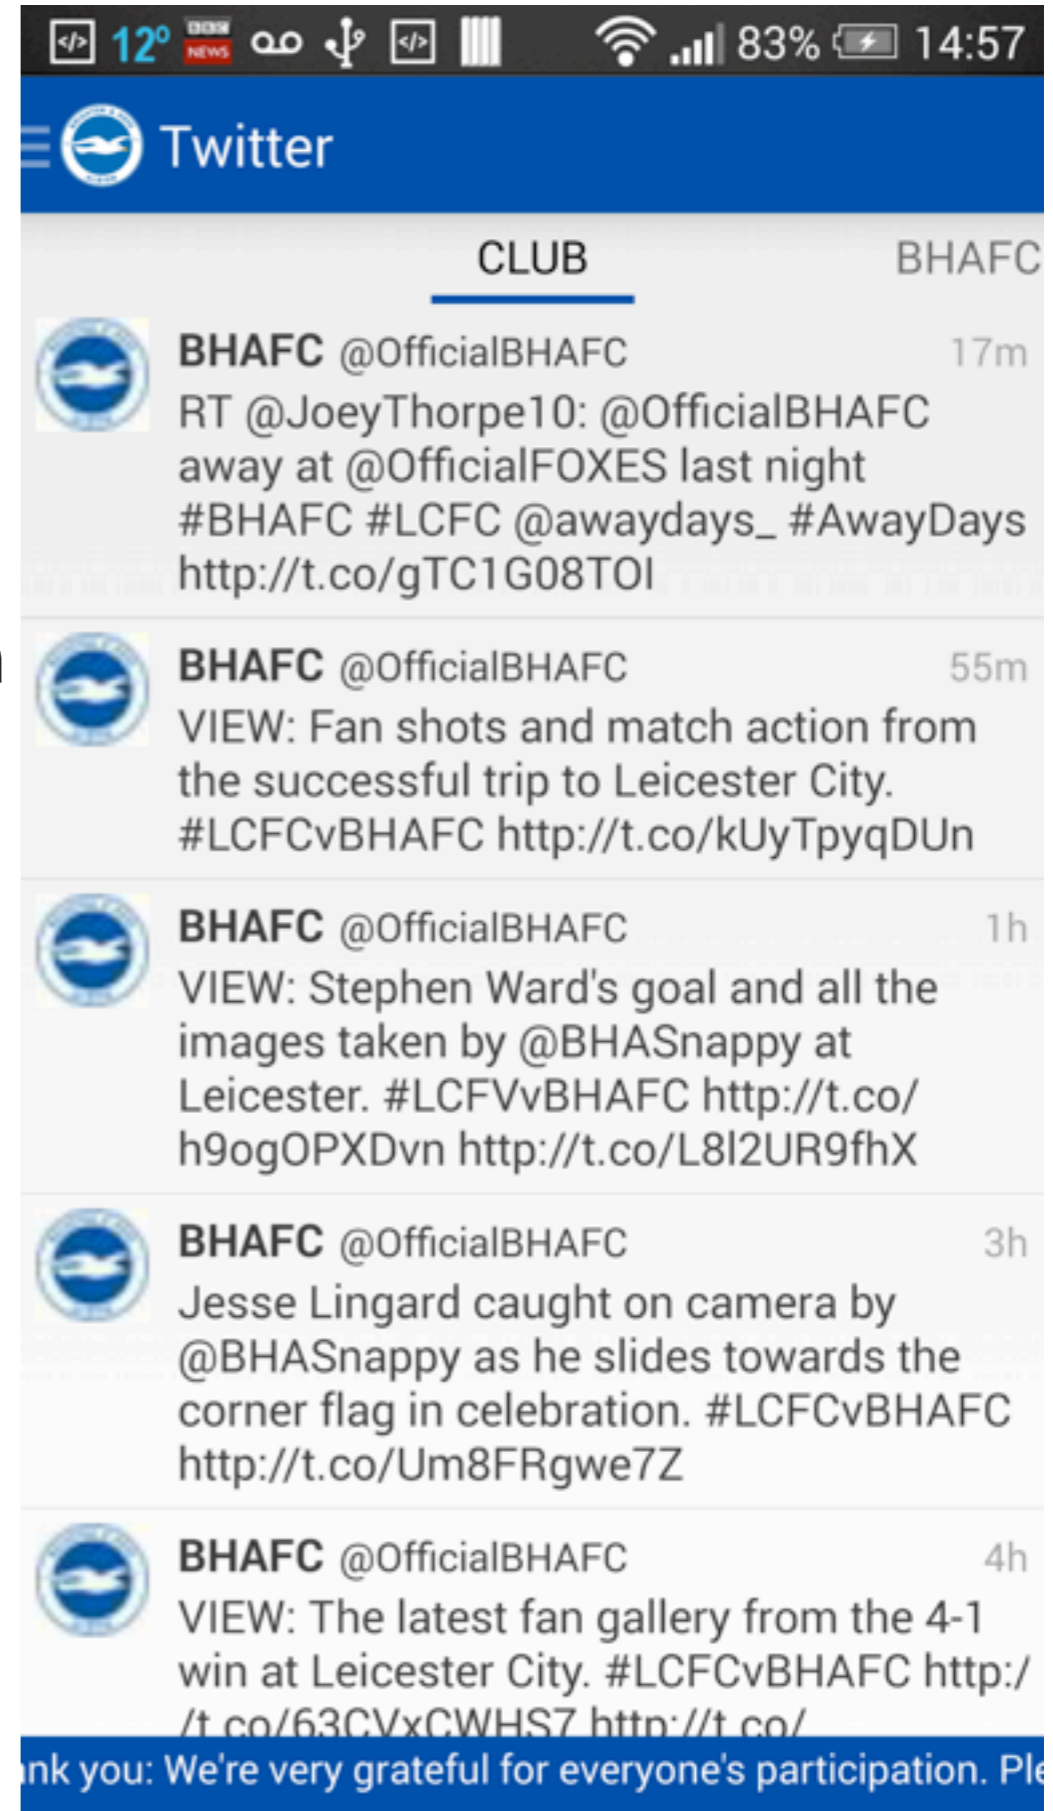 12° BBC NEWS 83% 14:57
Twitter
CLUB BHAFC
BHAFC @OfficialBHAFC 17m
RT @JoeyThorpe10: @OfficialBHAFC
away at @OfficialFOXES last night
#BHAFC #LCFC @awaydays_ #AwayDays
http://t.co/gTC1G08TOI
BHAFC @OfficialBHAFC 55m
VIEW: Fan shots and match action from
the successful trip to Leicester City.
#LCFCvBHAFC http://t.co/kUyTpyqDUn
BHAFC @OfficialBHAFC 1h
VIEW: Stephen Ward's goal and all the
images taken by @BHASnappy at
Leicester. #LCFVvBHAFC http://t.co/
h9ogOPXDvn http://t.co/L8l2UR9fhX
BHAFC @OfficialBHAFC 3h
Jesse Lingard caught on camera by
@BHASnappy as he slides towards the
corner flag in celebration. #LCFCvBHAFC
http://t.co/Um8FRgwe7Z
BHAFC @OfficialBHAFC 4h
VIEW: The latest fan gallery from the 4-1
win at Leicester City. #LCFCvBHAFC http:/
/t.co/63CVxCWHS7 http://t.co/
ank you: We're very grateful for everyone's participation. Ple